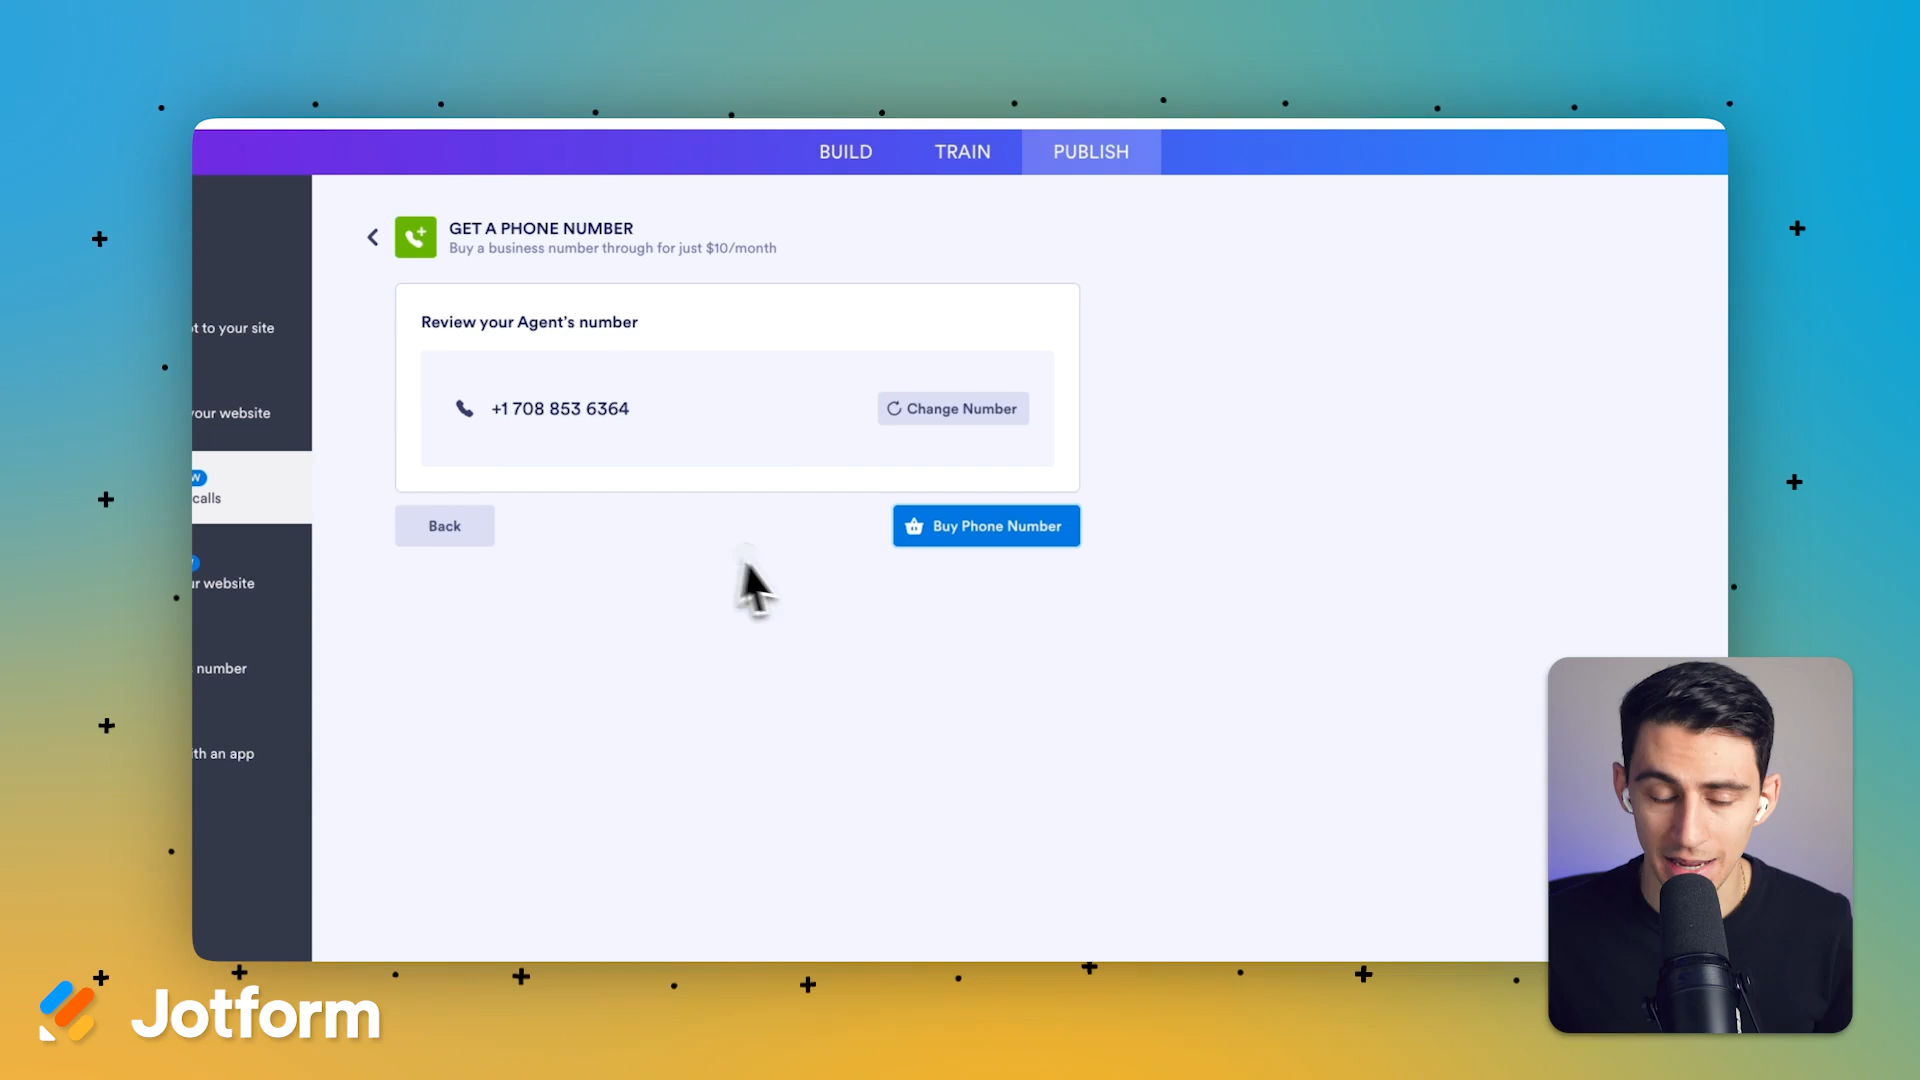 BUILD
TRAIN
PUBLISH
GET A PHONE NUMBER
Buy a business number through for just $10/month
to your site
your website
calls
website
number
with an app
Review your Agent's number
+1 708 853 6364
Change Number
Back
Buy Phone Number
Jotform